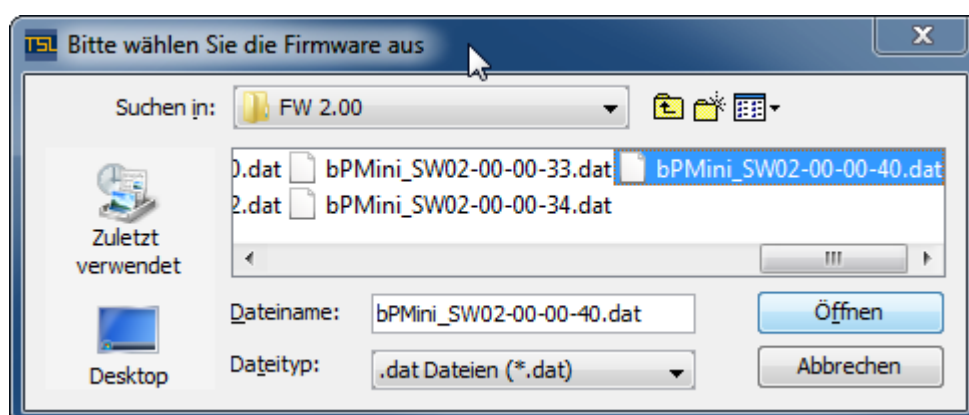 TSL Bitte wählen Sie die Firmware aus
Suchen in: FW 2.00
0.dat bPMini_SW02-00-00-33.dat bPMini_SW02-00-00-40.dat
2.dat bPMini_SW02-00-00-34.dat
Zuletzt
verwendet
Dateiname: bPMini_SW02-00-00-40.dat Öffnen
Desktop
Dateityp: .dat Dateien (*.dat) Abbrechen